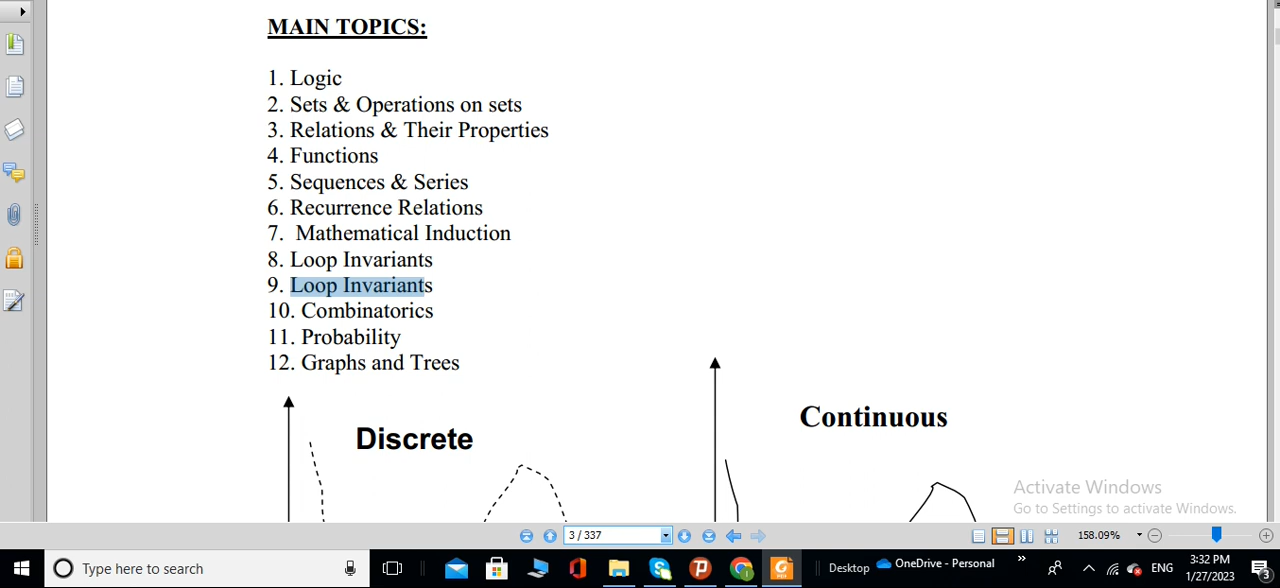 MAIN TOPICS:
1. Logic
2. Sets & Operations on sets
3. Relations & Their Properties
4. Functions
5. Sequences & Series
6. Recurrence Relations
7. Mathematical Induction
8. Loop Invariants
9. Loop Invariants
10. Combinatorics
11. Probability
12. Graphs and Trees
Discrete
Continuous
Activate Windows
Go to Settings to activate Windows.
3 / 337
158.09%
Type here to search
Desktop
OneDrive - Personal
ENG
3:32 PM
1/27/2023
3